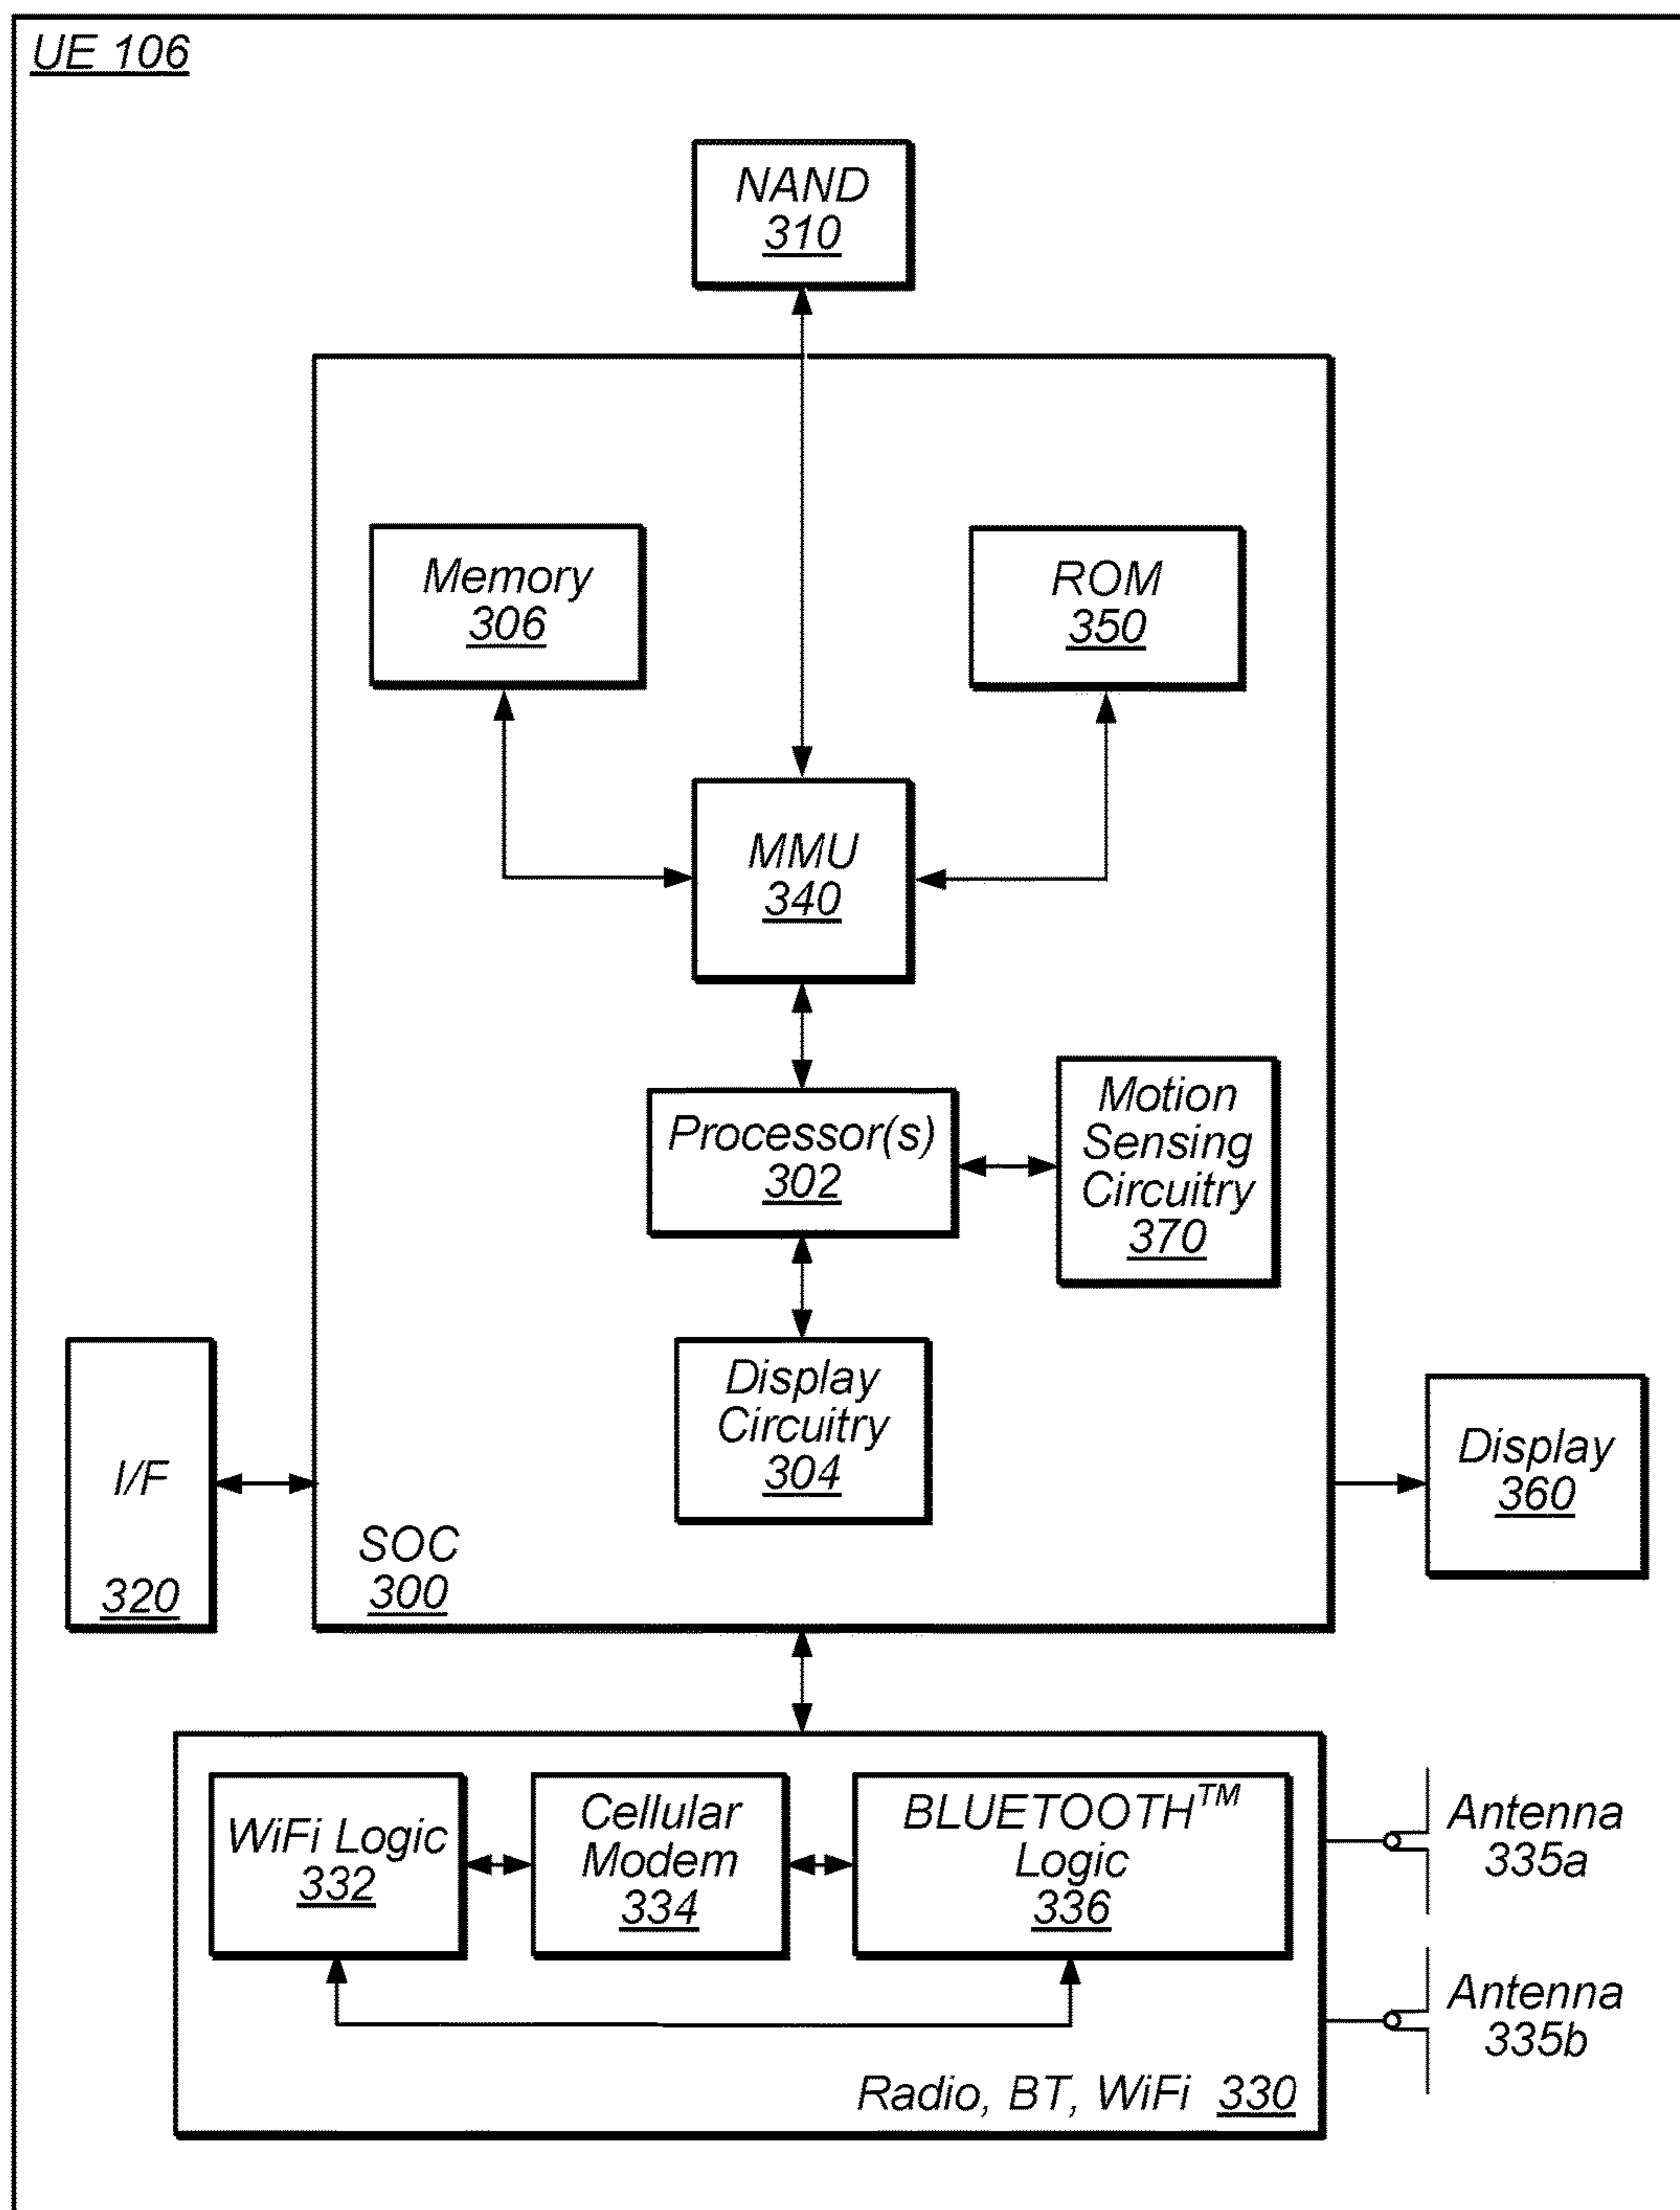 UE 106
NAND
310
Memory
306
ROM
350
MMU
340
Processor(s)
302
Motion
Sensing
Circuitry
370
Display
Circuitry
304
I/F
320
SOC
300
Display
360
WiFi Logic
332
Cellular
Modem
334
BLUETOOTH™
Logic
336
Antenna
335a
Antenna
335b
Radio, BT, WiFi 330